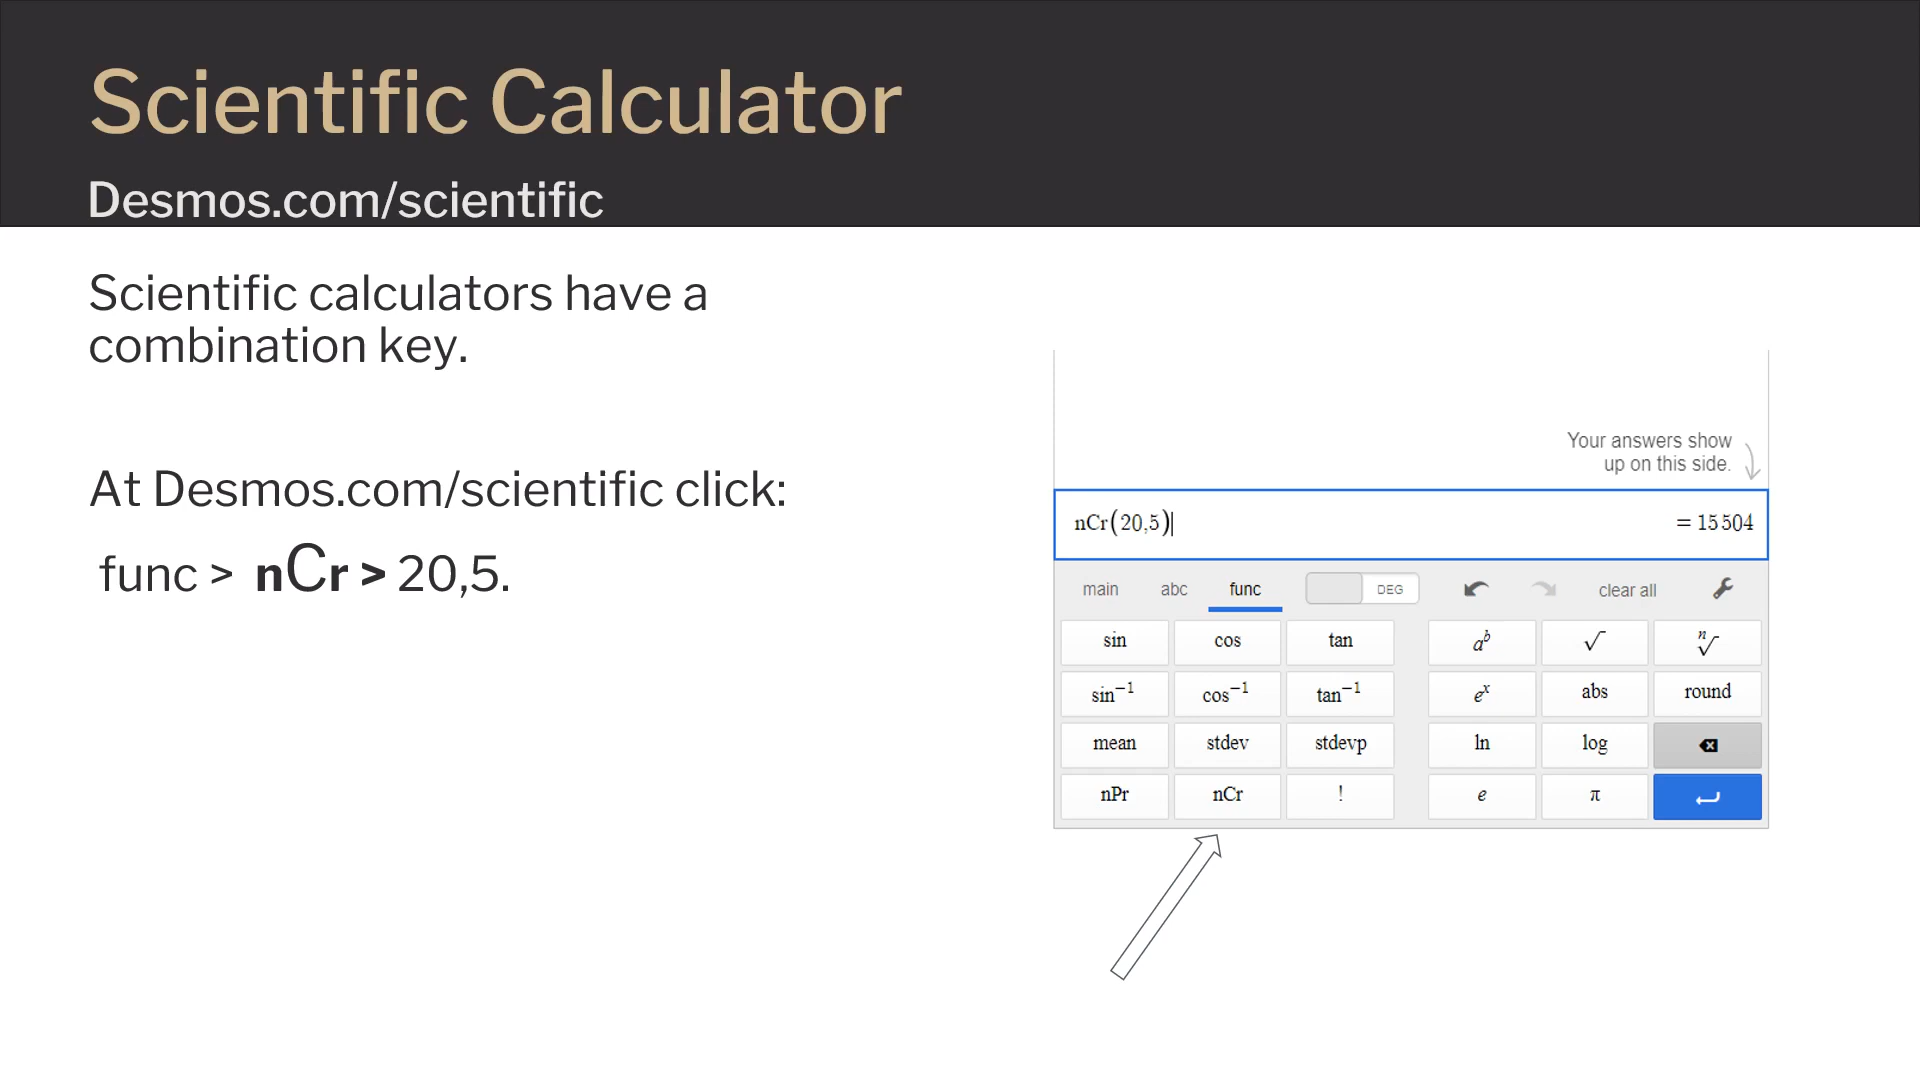 Scientific Calculator
Desmos.com/scientific
Scientific calculators have a
combination key.
At Desmos.com/scientific click:
func > nCr > 20,5.
Your answers show
up on this side.
nCr(20,5) = 15504
main abc func DEG clear all
sin cos tan a^b √ ⁿ√
sin⁻¹ cos⁻¹ tan⁻¹ eˣ abs round
mean stdev stdevp ln log
nPr nCr ! e π